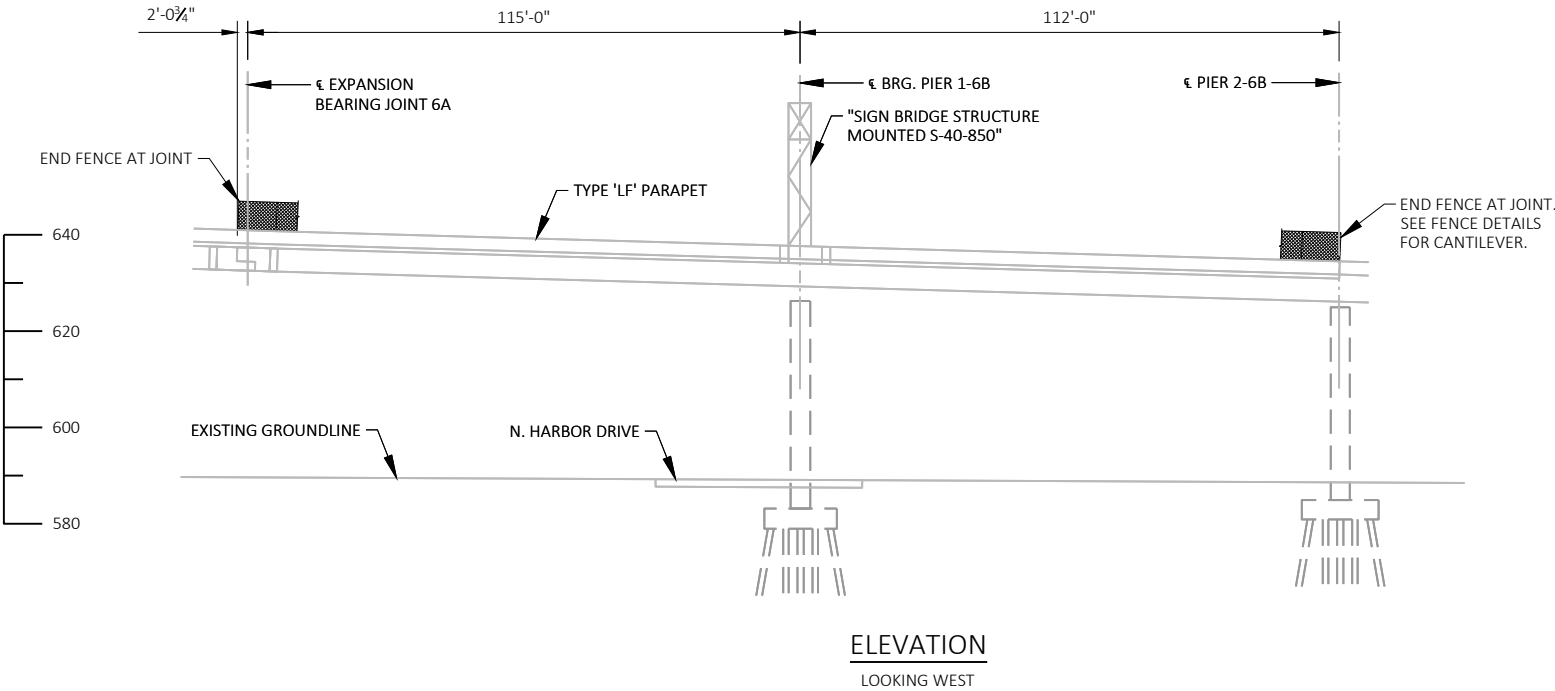 2'-0¾"
115'-0"
112'-0"
℄ EXPANSION
BEARING JOINT 6A
℄ BRG. PIER 1-6B
℄ PIER 2-6B
"SIGN BRIDGE STRUCTURE
MOUNTED S-40-850"
END FENCE AT JOINT
TYPE 'LF' PARAPET
END FENCE AT JOINT.
SEE FENCE DETAILS
FOR CANTILEVER.
640
620
600
580
EXISTING GROUNDLINE
N. HARBOR DRIVE
ELEVATION
LOOKING WEST